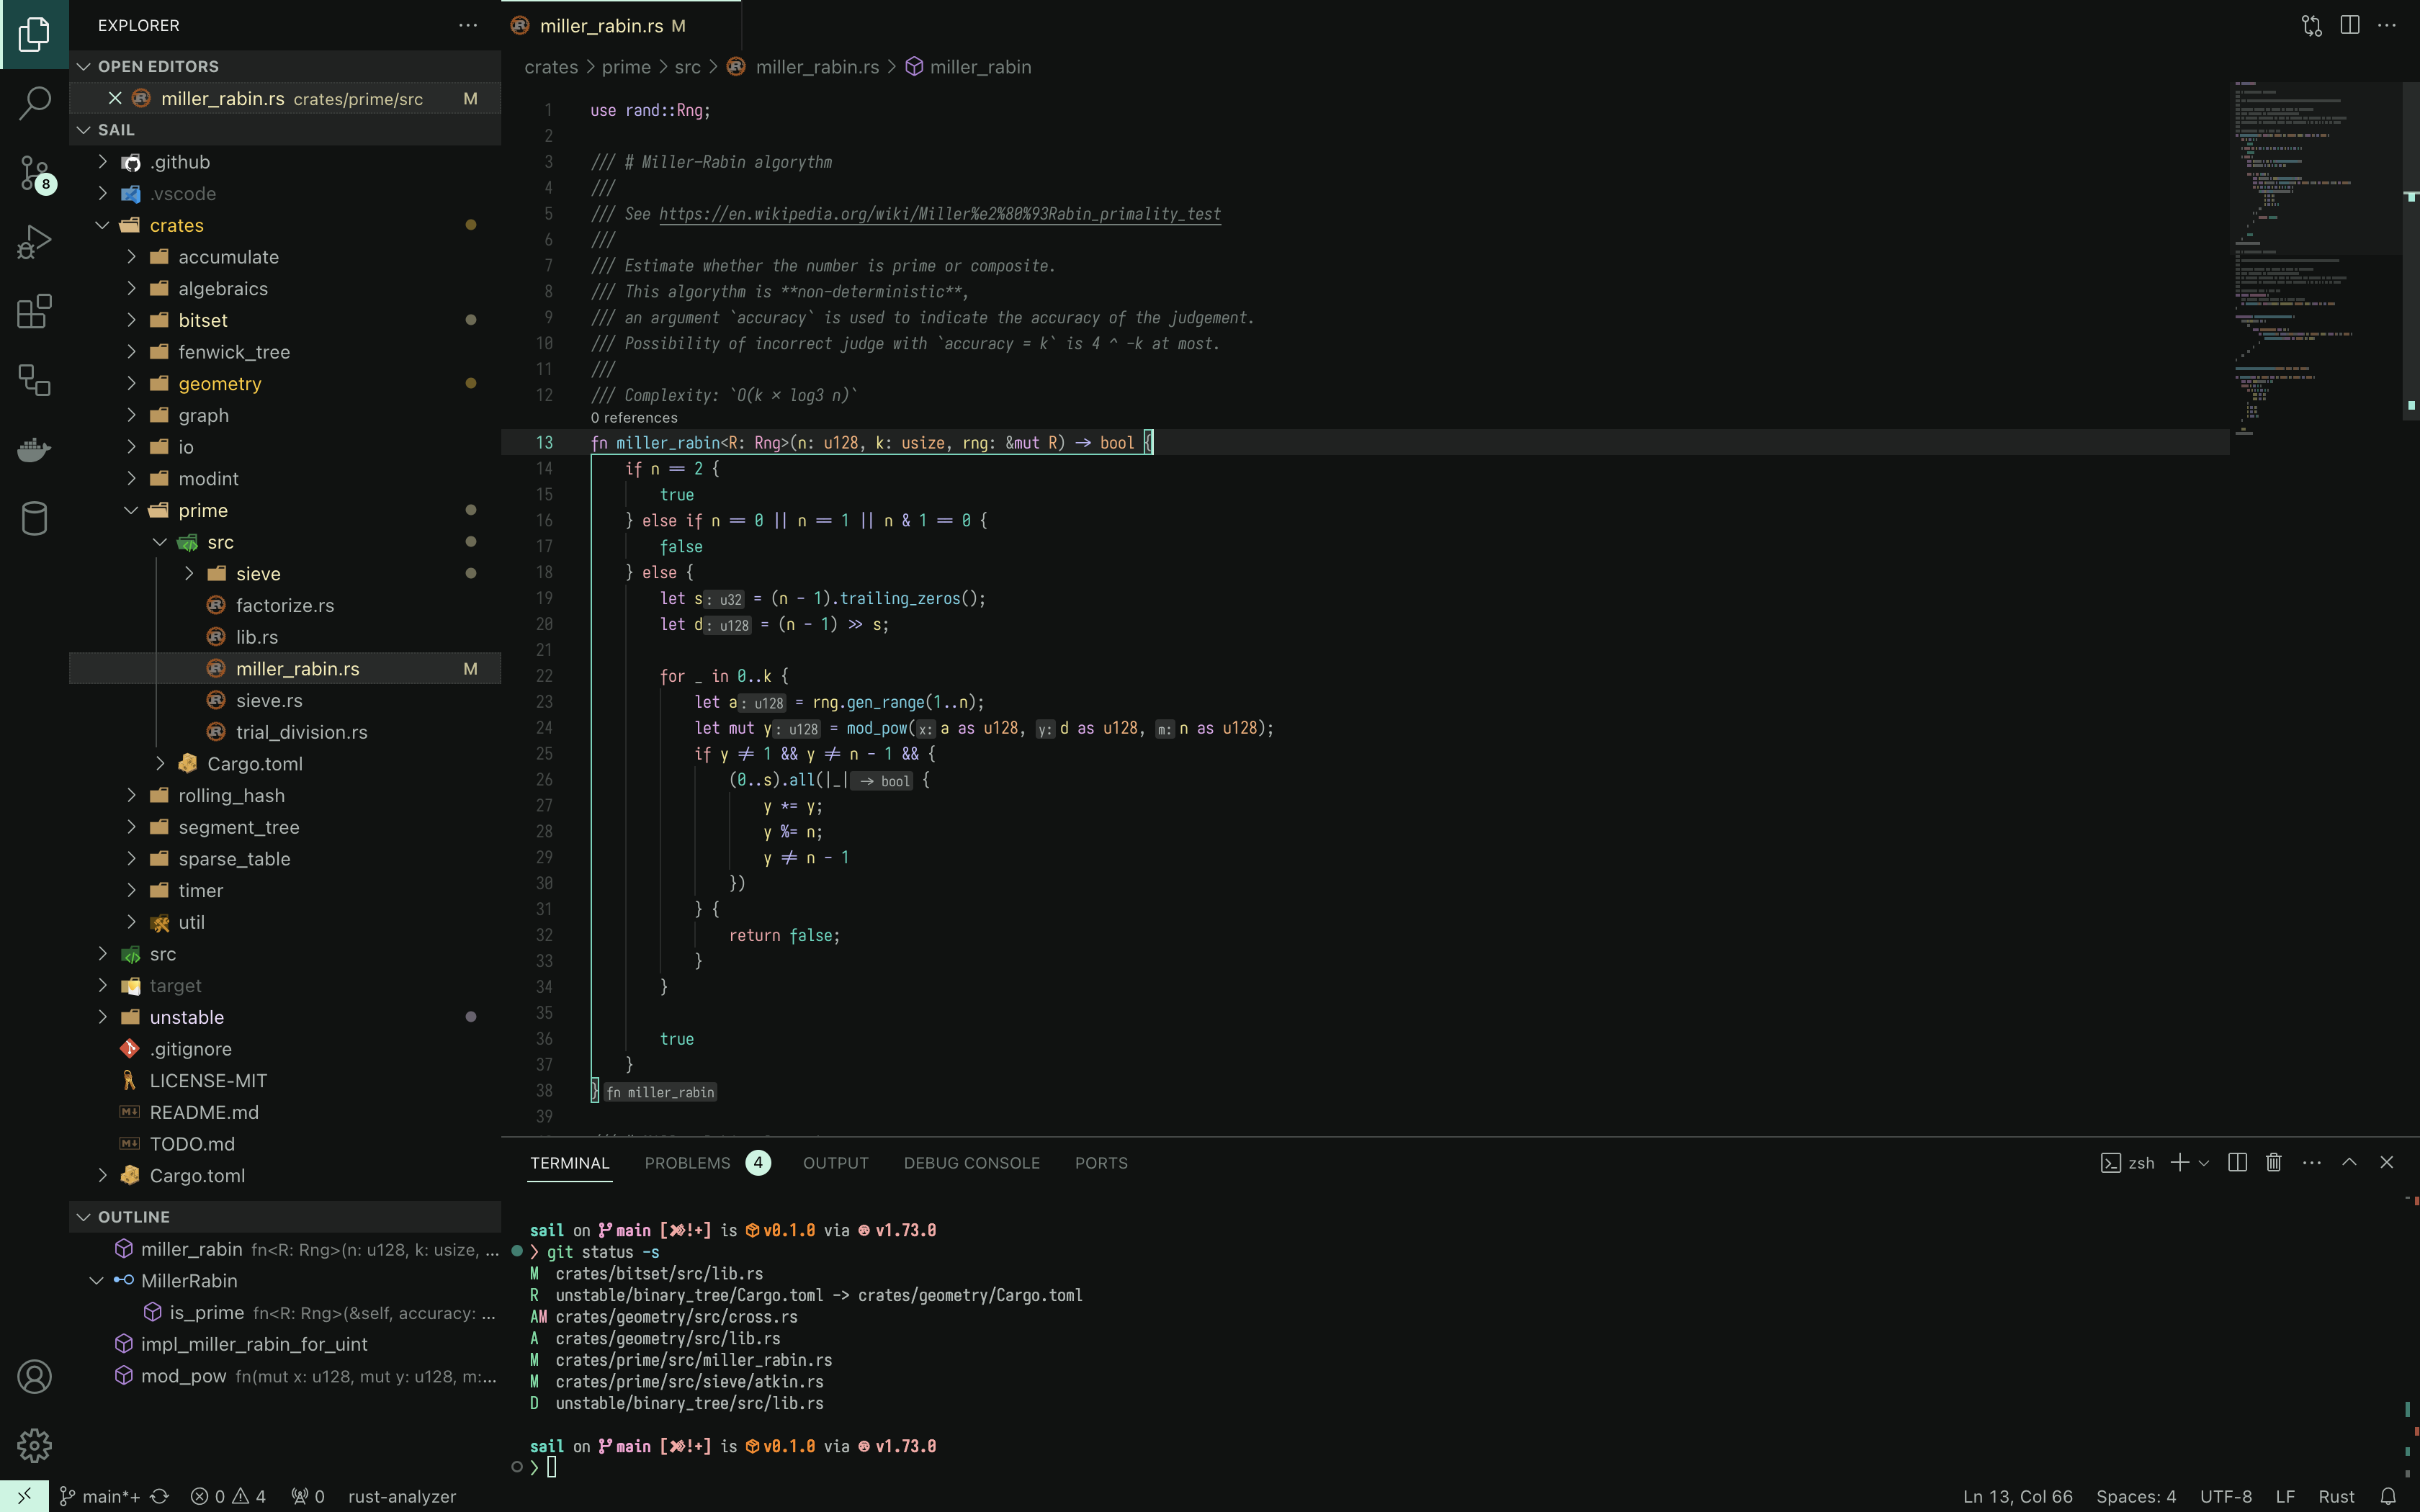 EXPLORER
OPEN EDITORS
miller_rabin.rs crates/prime/src M
SAIL
.github
.vscode
crates
accumulate
algebraics
bitset
fenwick_tree
geometry
graph
io
modint
prime
src
sieve
factorize.rs
lib.rs
miller_rabin.rs M
sieve.rs
trial_division.rs
Cargo.toml
rolling_hash
segment_tree
sparse_table
timer
util
src
target
unstable
.gitignore
LICENSE-MIT
README.md
TODO.md
Cargo.toml
OUTLINE
miller_rabin fn<R: Rng>(n: u128, k: usize, ...
MillerRabin
is_prime fn<R: Rng>(&self, accuracy: ...
impl_miller_rabin_for_uint
mod_pow fn(mut x: u128, mut y: u128, m:...
8
miller_rabin.rs M
crates > prime > src > miller_rabin.rs > miller_rabin
1 use rand::Rng;
2
3 /// # Miller-Rabin algorythm
4 ///
5 /// See https://en.wikipedia.org/wiki/Miller%e2%80%93Rabin_primality_test
6 ///
7 /// Estimate whether the number is prime or composite.
8 /// This algorythm is **non-deterministic**,
9 /// an argument `accuracy` is used to indicate the accuracy of the judgement.
10 /// Possibility of incorrect judge with `accuracy = k` is 4 ^ -k at most.
11 ///
12 /// Complexity: `O(k × log3 n)`
0 references
13 fn miller_rabin<R: Rng>(n: u128, k: usize, rng: &mut R) -> bool {
14 if n == 2 {
15 true
16 } else if n == 0 || n == 1 || n & 1 == 0 {
17 false
18 } else {
19 let s: u32 = (n - 1).trailing_zeros();
20 let d: u128 = (n - 1) >> s;
21
22 for _ in 0..k {
23 let a: u128 = rng.gen_range(1..n);
24 let mut y: u128 = mod_pow(x: a as u128, y: d as u128, m: n as u128);
25 if y != 1 && y != n - 1 && {
26 (0..s).all(|_| -> bool {
27 y *= y;
28 y %= n;
29 y != n - 1
30 })
31 } {
32 return false;
33 }
34 }
35
36 true
37 }
38 } fn miller_rabin
39
TERMINAL PROBLEMS 4 OUTPUT DEBUG CONSOLE PORTS zsh
sail on main [!+] is v0.1.0 via v1.73.0
> git status -s
M crates/bitset/src/lib.rs
R unstable/binary_tree/Cargo.toml -> crates/geometry/Cargo.toml
AM crates/geometry/src/cross.rs
A crates/geometry/src/lib.rs
M crates/prime/src/miller_rabin.rs
M crates/prime/src/sieve/atkin.rs
D unstable/binary_tree/src/lib.rs
sail on main [!+] is v0.1.0 via v1.73.0
>
main*+ 0 4 0 rust-analyzer Ln 13, Col 66 Spaces: 4 UTF-8 LF Rust